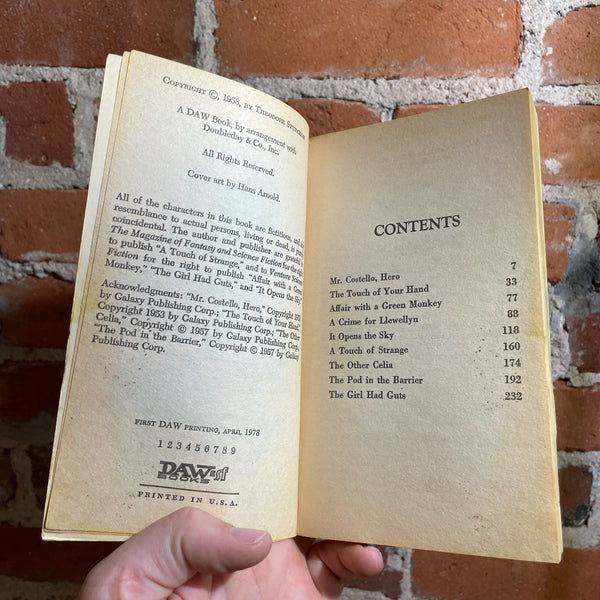 Copyright ©, 1958, by Theodore
A DAW Book, by arrangement with
Doubleday & Co., Inc.
All Rights Reserved.
Cover art by Hans Arnold.
All of the characters in this book are fictitious, and any
resemblance to actual persons, living or dead, is
coincidental. The author and publisher are grateful to
The Magazine of Fantasy and Science Fiction for the right
to publish "A Touch of Strange," and to Venture Science
Fiction for the right to publish "Affair with a Green
Monkey," "The Girl Had Guts," and "It Opens the Sky"
Acknowledgments: "Mr. Costello, Hero," Copyright
by Galaxy Publishing Corp.; "The Touch of Your Hand,"
Copyright 1953 by Galaxy Publishing Corp.; "The Other
Celia," Copyright © 1957 by Galaxy Publishing Corp.;
"The Pod in the Barrier," Copyright © 1957 by Galaxy
Publishing Corp.
FIRST DAW PRINTING, APRIL 1978
1 2 3 4 5 6 7 8 9
DAW sf
BOOKS
PRINTED IN U.S.A.
CONTENTS
Mr. Costello, Hero 7
The Touch of Your Hand 33
Affair with a Green Monkey 77
A Crime for Llewellyn 88
It Opens the Sky 118
A Touch of Strange 160
The Other Celia 174
The Pod in the Barrier 192
The Girl Had Guts 232